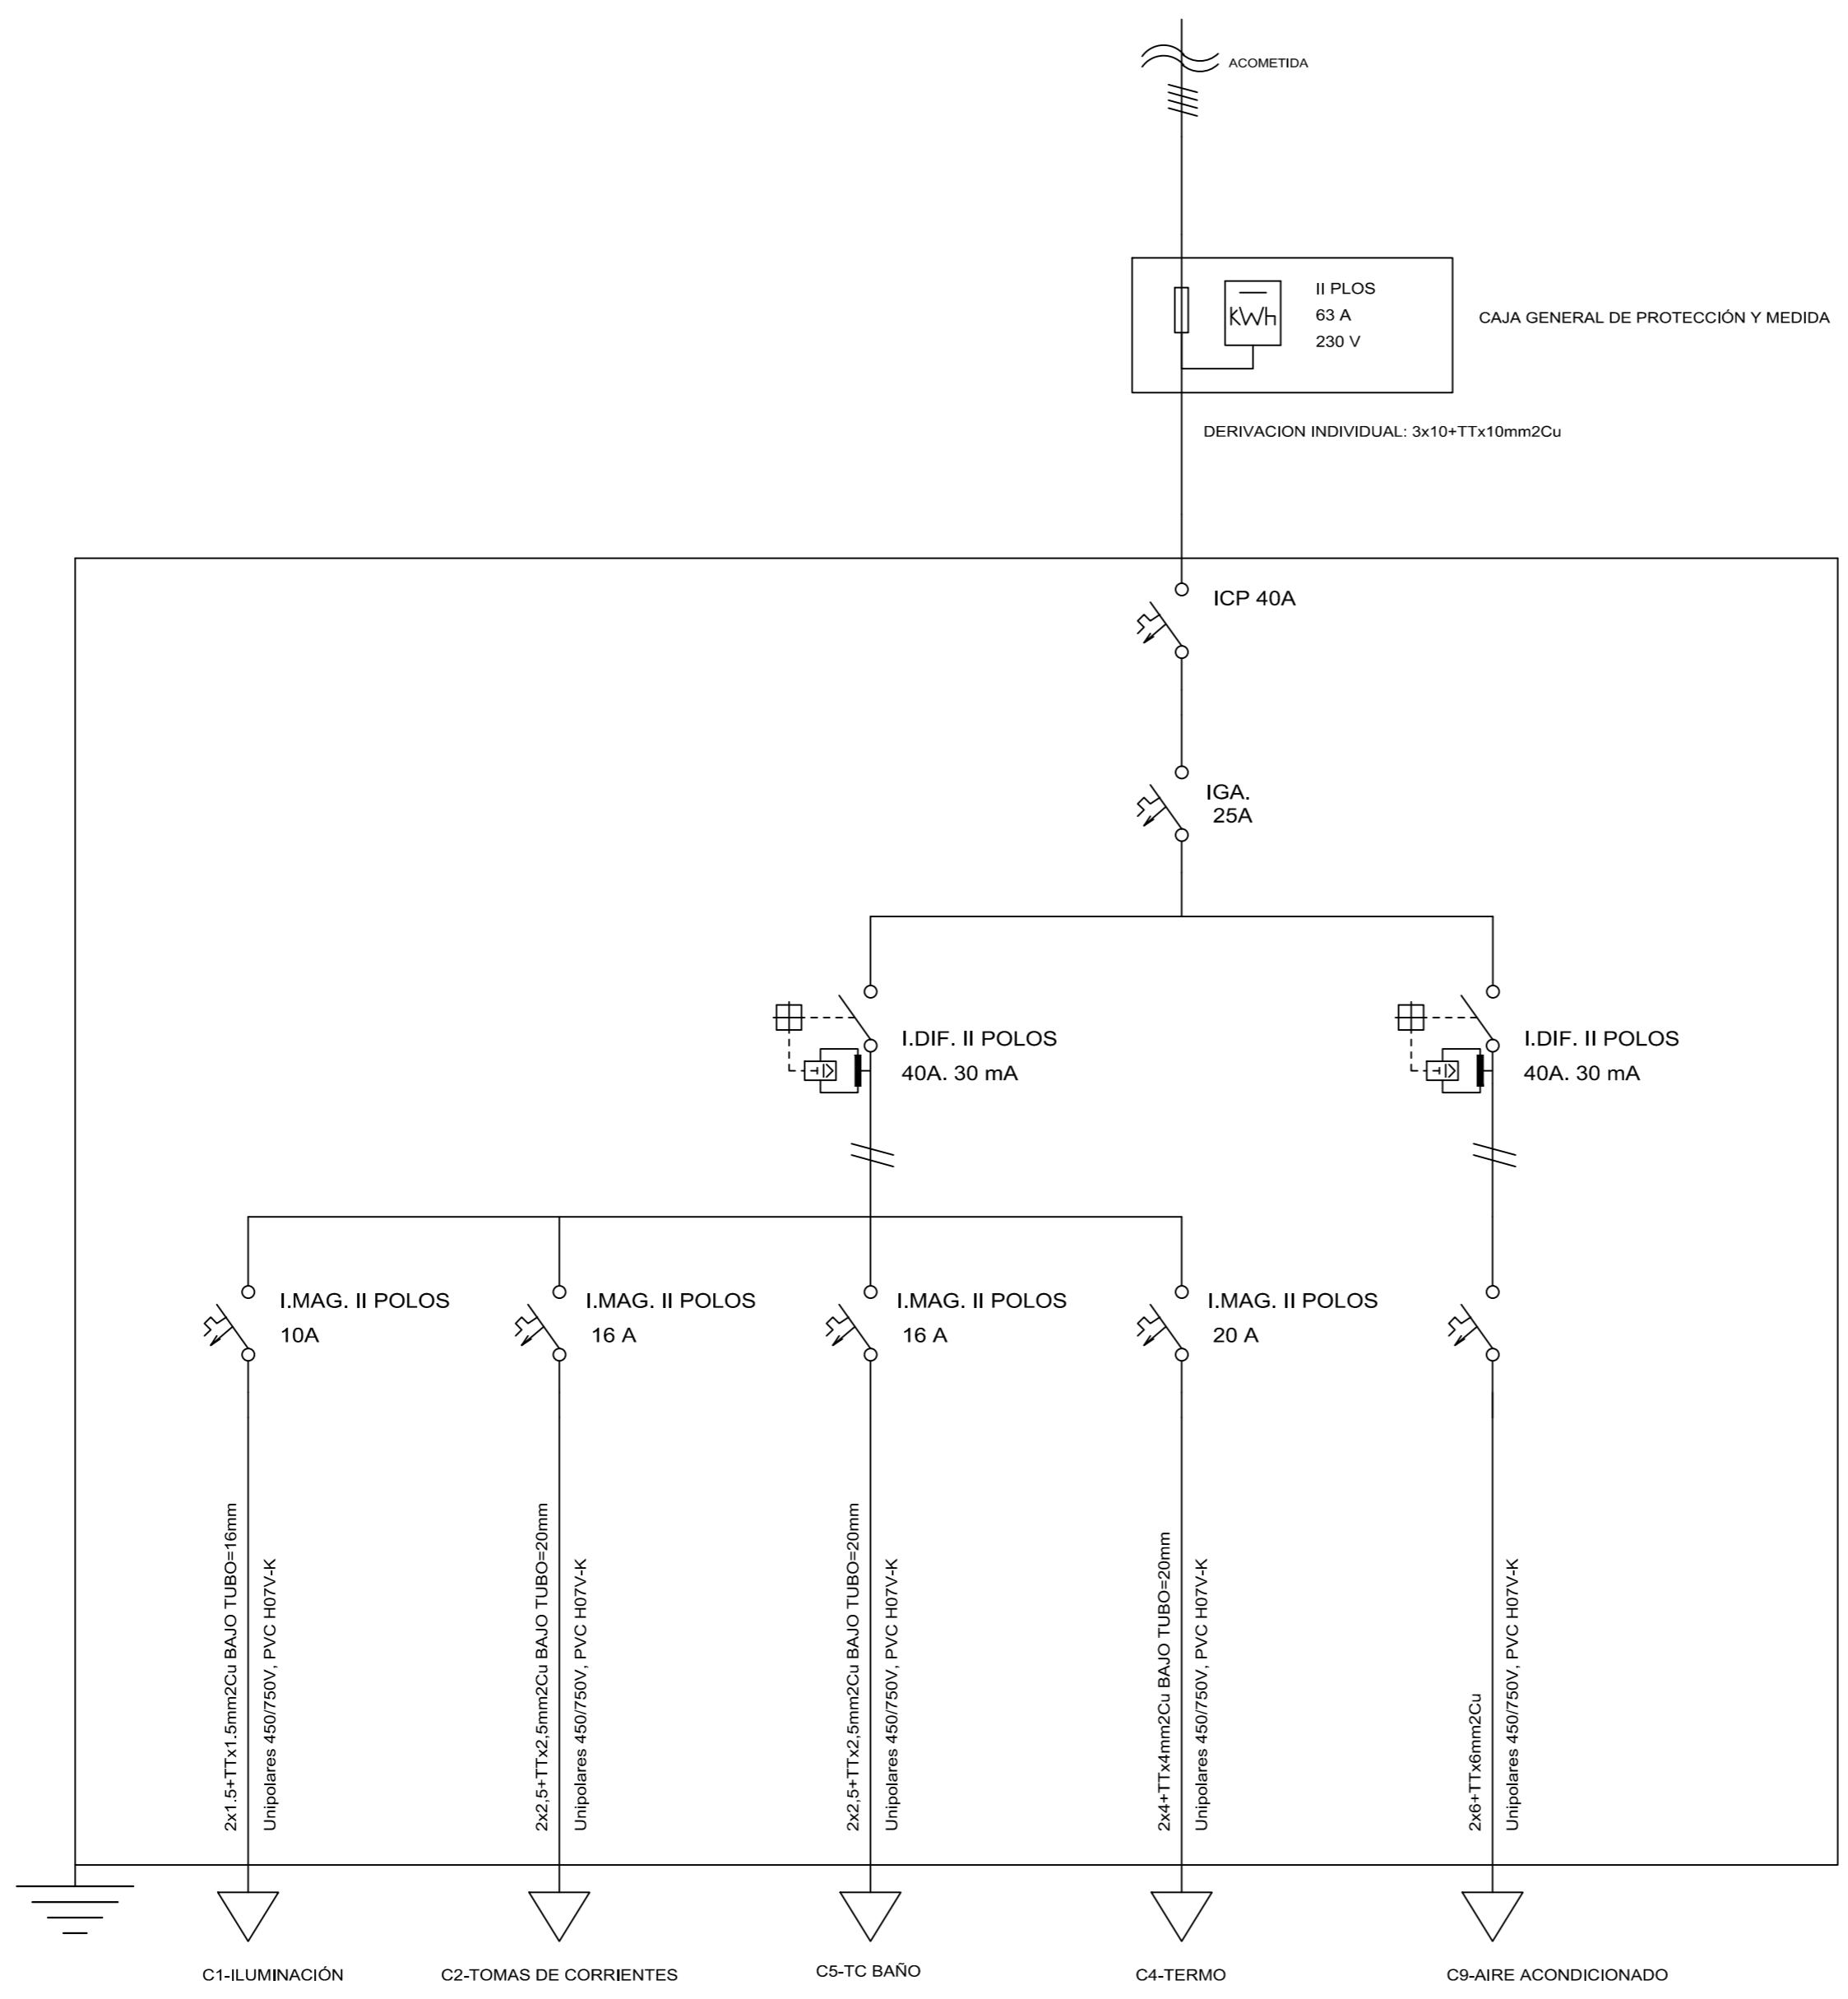 ACOMETIDA
II PLOS
63 A
230 V
kWh
CAJA GENERAL DE PROTECCIÓN Y MEDIDA
DERIVACION INDIVIDUAL: 3x10+TTx10mm2Cu
ICP 40A
IGA.
25A
I.DIF. II POLOS
40A. 30 mA
I.DIF. II POLOS
40A. 30 mA
I.MAG. II POLOS
10A
I.MAG. II POLOS
16 A
I.MAG. II POLOS
16 A
I.MAG. II POLOS
20 A
2x1.5+TTx1.5mm2Cu BAJO TUBO=16mm
Unipolares 450/750V, PVC H07V-K
2x2,5+TTx2,5mm2Cu BAJO TUBO=20mm
Unipolares 450/750V, PVC H07V-K
2x2,5+TTx2,5mm2Cu BAJO TUBO=20mm
Unipolares 450/750V, PVC H07V-K
2x4+TTx4mm2Cu BAJO TUBO=20mm
Unipolares 450/750V, PVC H07V-K
2x6+TTx6mm2Cu
Unipolares 450/750V, PVC H07V-K
C1-ILUMINACIÓN
C2-TOMAS DE CORRIENTES
C5-TC BAÑO
C4-TERMO
C9-AIRE ACONDICIONADO